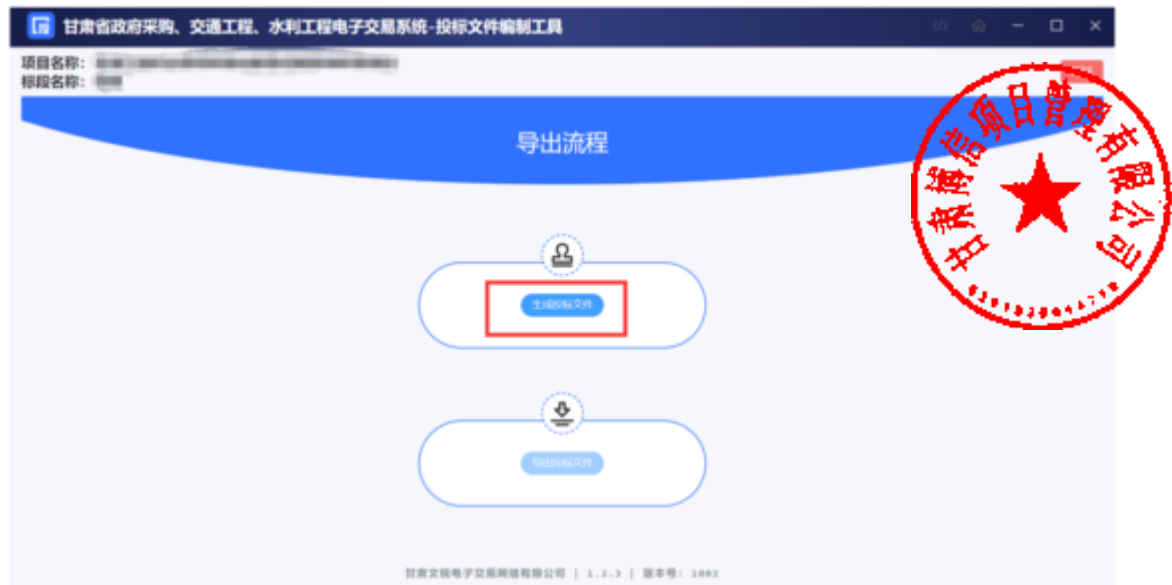 甘肃省政府采购、交通工程、水利工程电子交易系统-投标文件编制工具
项目名称:
标段名称:
导出流程
生成投标文件
导出投标文件
甘肃文锐电子交易网络有限公司 | 1.2.3 | 版本号: 1002
甘肃博信项目管理有限公司